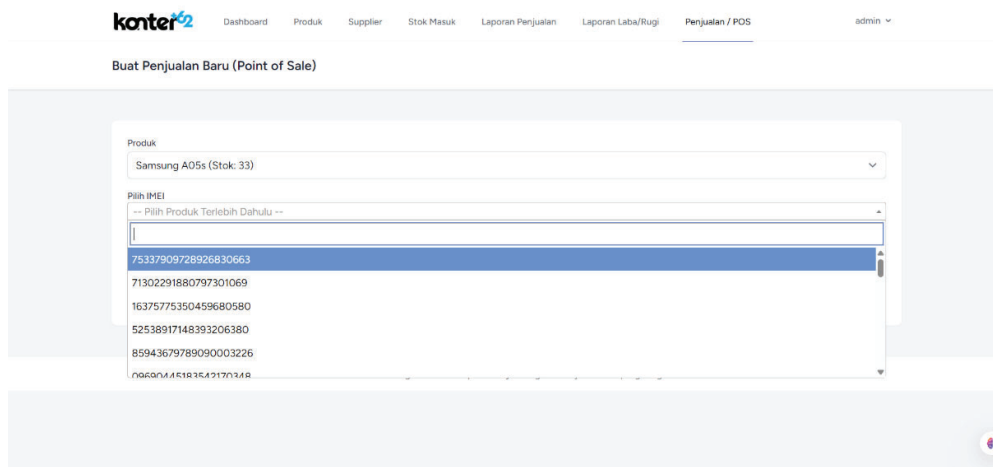 konter62
Dashboard Produk Supplier Stok Masuk Laporan Penjualan Laporan Laba/Rugi Penjualan / POS admin
Buat Penjualan Baru (Point of Sale)
Produk
Samsung A05s (Stok: 33)
Pilih IMEI
-- Pilih Produk Terlebih Dahulu --
75337909728926830663
71302291880797301069
16375775350459680580
52538917148393206380
85943679789090003226
09690445183542170348